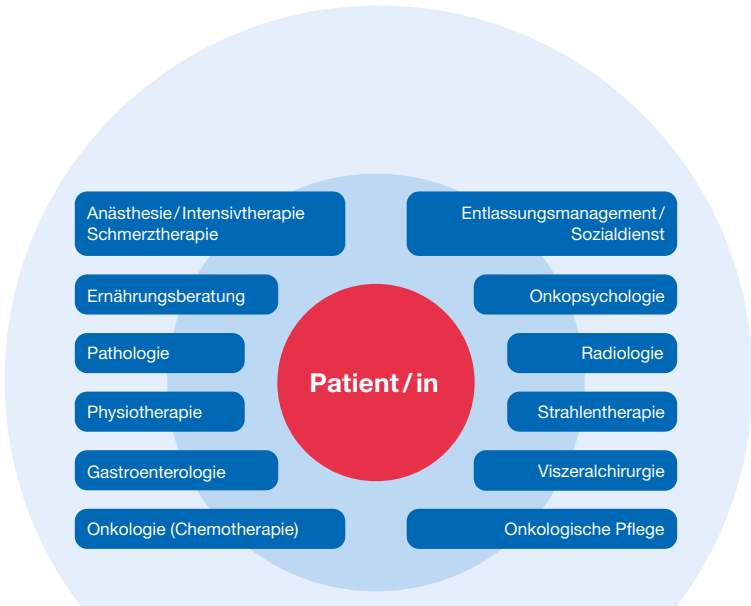 Anästhesie/Intensivtherapie
Schmerztherapie
Entlassungsmanagement/
Sozialdienst
Ernährungsberatung
Onkopsychologie
Pathologie
Radiologie
Patient/in
Physiotherapie
Strahlentherapie
Gastroenterologie
Viszeralchirurgie
Onkologie (Chemotherapie)
Onkologische Pflege